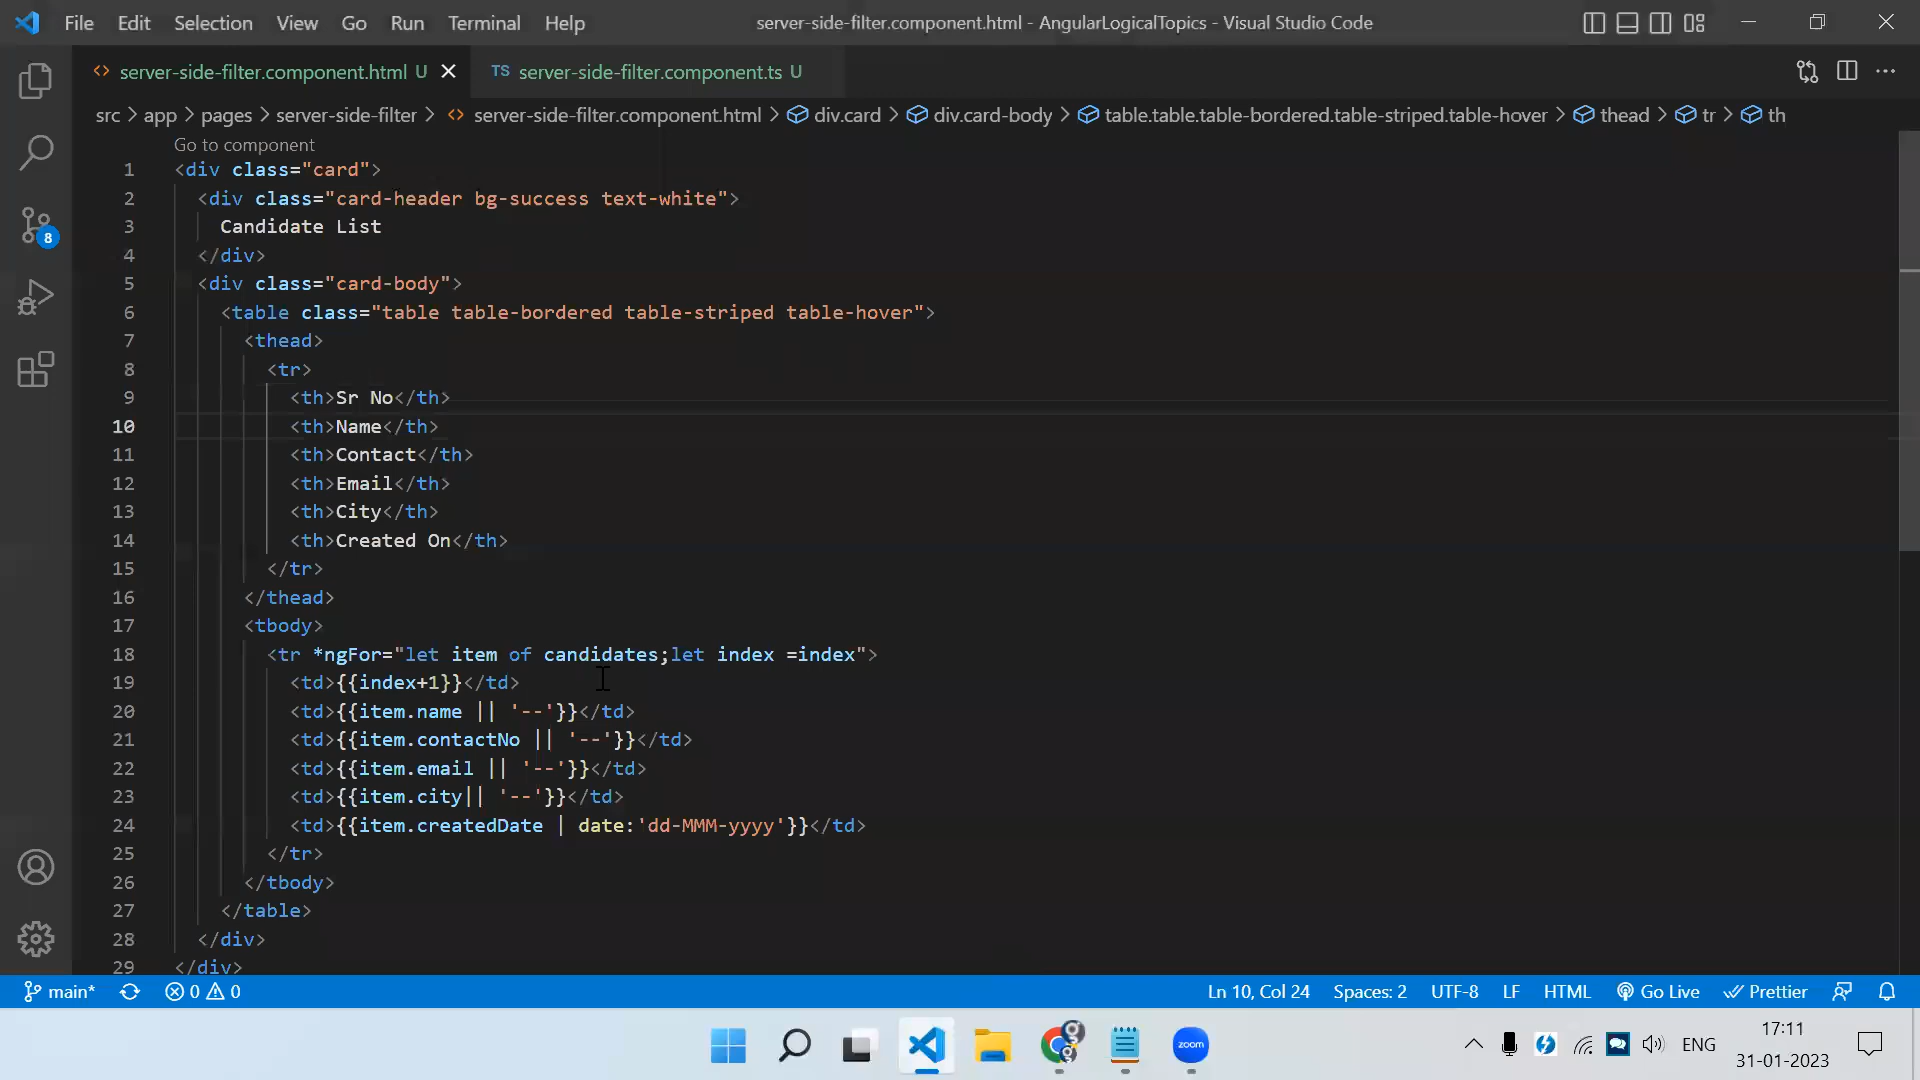 File Edit Selection View Go Run Terminal Help
server-side-filter.component.html - AngularLogicalTopics - Visual Studio Code
<> server-side-filter.component.html U
TS server-side-filter.component.ts U
src > app > pages > server-side-filter > <> server-side-filter.component.html > div.card > div.card-body > table.table.table-bordered.table-striped.table-hover > thead > tr > th
Go to component
1 <div class="card">
2 <div class="card-header bg-success text-white">
3 Candidate List
4 </div>
5 <div class="card-body">
6 <table class="table table-bordered table-striped table-hover">
7 <thead>
8 <tr>
9 <th>Sr No</th>
10 <th>Name</th>
11 <th>Contact</th>
12 <th>Email</th>
13 <th>City</th>
14 <th>Created On</th>
15 </tr>
16 </thead>
17 <tbody>
18 <tr *ngFor="let item of candidates;let index =index">
19 <td>{{index+1}}</td>
20 <td>{{item.name || '--'}}</td>
21 <td>{{item.contactNo || '--'}}</td>
22 <td>{{item.email || '--'}}</td>
23 <td>{{item.city|| '--'}}</td>
24 <td>{{item.createdDate | date:'dd-MMM-yyyy'}}</td>
25 </tr>
26 </tbody>
27 </table>
28 </div>
29 </div>
8
main* 0 0
Ln 10, Col 24 Spaces: 2 UTF-8 LF HTML Go Live Prettier
zoom
ENG
17:11
31-01-2023